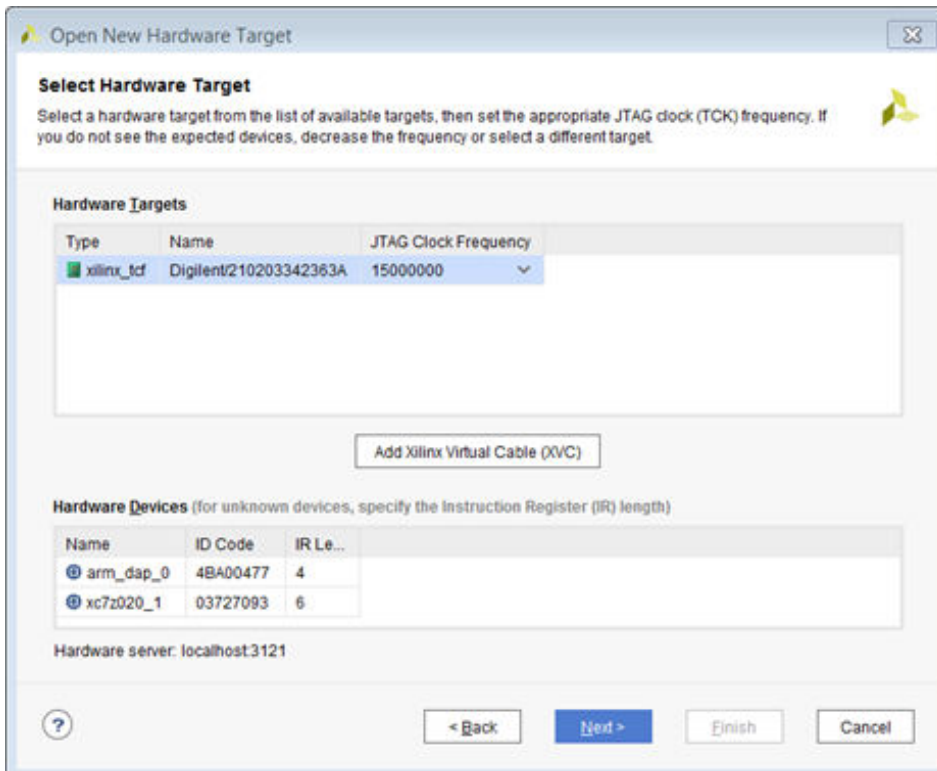 Open New Hardware Target
Select Hardware Target
Select a hardware target from the list of available targets, then set the appropriate JTAG clock (TCK) frequency. If
you do not see the expected devices, decrease the frequency or select a different target.
Hardware Targets
Type Name JTAG Clock Frequency
xilinx_tcf Digilent/210203342363A 15000000
Add Xilinx Virtual Cable (XVC)
Hardware Devices (for unknown devices, specify the Instruction Register (IR) length)
Name ID Code IR Le...
arm_dap_0 4BA00477 4
xc7z020_1 03727093 6
Hardware server: localhost:3121
? < Back Next > Finish Cancel